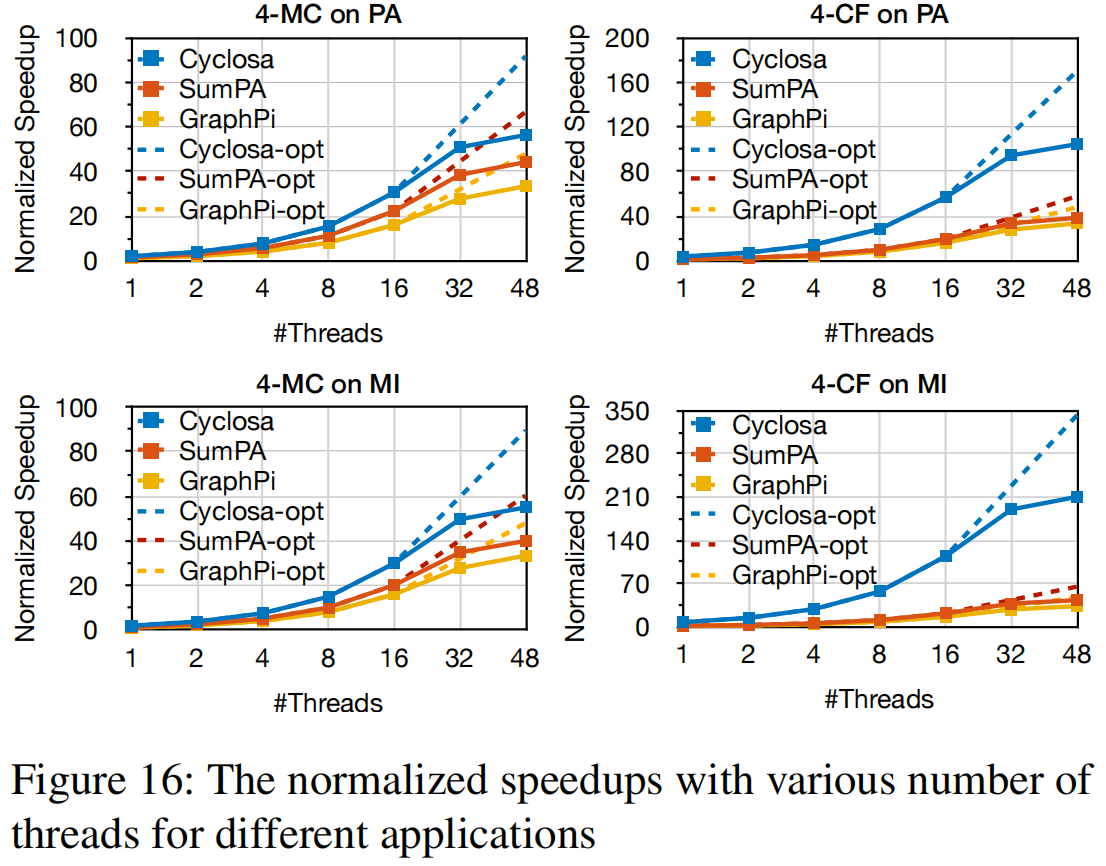 4-MC on PA
Normalized Speedup
100
80
60
40
20
0
Cyclosa
SumPA
GraphPi
Cyclosa-opt
SumPA-opt
GraphPi-opt
1 2 4 8 16 32 48
#Threads
4-CF on PA
Normalized Speedup
200
160
120
80
40
0
Cyclosa
SumPA
GraphPi
Cyclosa-opt
SumPA-opt
GraphPi-opt
1 2 4 8 16 32 48
#Threads
4-MC on MI
Normalized Speedup
100
80
60
40
20
0
Cyclosa
SumPA
GraphPi
Cyclosa-opt
SumPA-opt
GraphPi-opt
1 2 4 8 16 32 48
#Threads
4-CF on MI
Normalized Speedup
350
280
210
140
70
0
Cyclosa
SumPA
GraphPi
Cyclosa-opt
SumPA-opt
GraphPi-opt
1 2 4 8 16 32 48
#Threads
Figure 16: The normalized speedups with various number of
threads for different applications